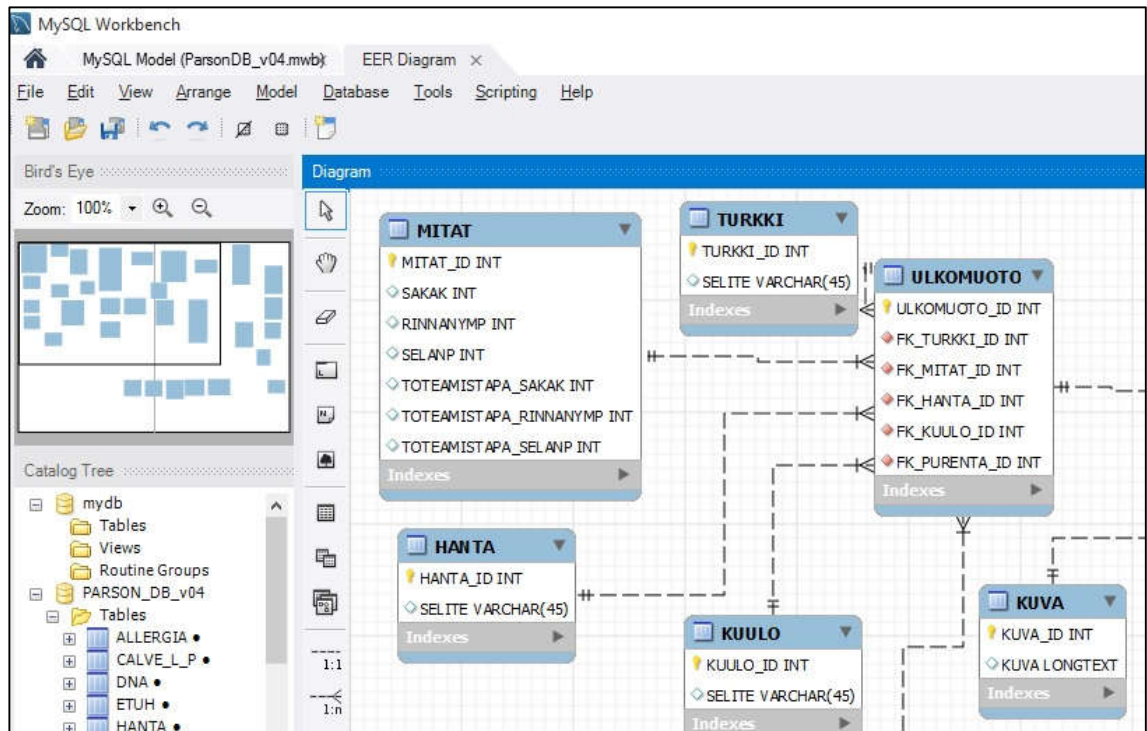 MySQL Workbench
MySQL Model (ParsonDB_v04.mwb) EER Diagram
File Edit View Arrange Model Database Tools Scripting Help
Bird's Eye
Zoom: 100%
Catalog Tree
mydb
Tables
Views
Routine Groups
PARSON_DB_v04
Tables
ALLERGIA
CALVE_L_P
DNA
ETUH
HANTA
1:1
1:n
Diagram
MITAT
MITAT_ID INT
SAKAK INT
RINNANYMP INT
SELANP INT
TOTEAMISTAPA_SAKAK INT
TOTEAMISTAPA_RINNANYMP INT
TOTEAMISTAPA_SELANP INT
Indexes
TURKKI
TURKKI_ID INT
SELITE VARCHAR(45)
Indexes
ULKOMUOTO
ULKOMUOTO_ID INT
FK_TURKKI_ID INT
FK_MITAT_ID INT
FK_HANTA_ID INT
FK_KUULO_ID INT
FK_PURENTA_ID INT
Indexes
HANTA
HANTA_ID INT
SELITE VARCHAR(45)
Indexes
KUULO
KUULO_ID INT
SELITE VARCHAR(45)
Indexes
KUVA
KUVA_ID INT
KUVA LONGTEXT
Indexes